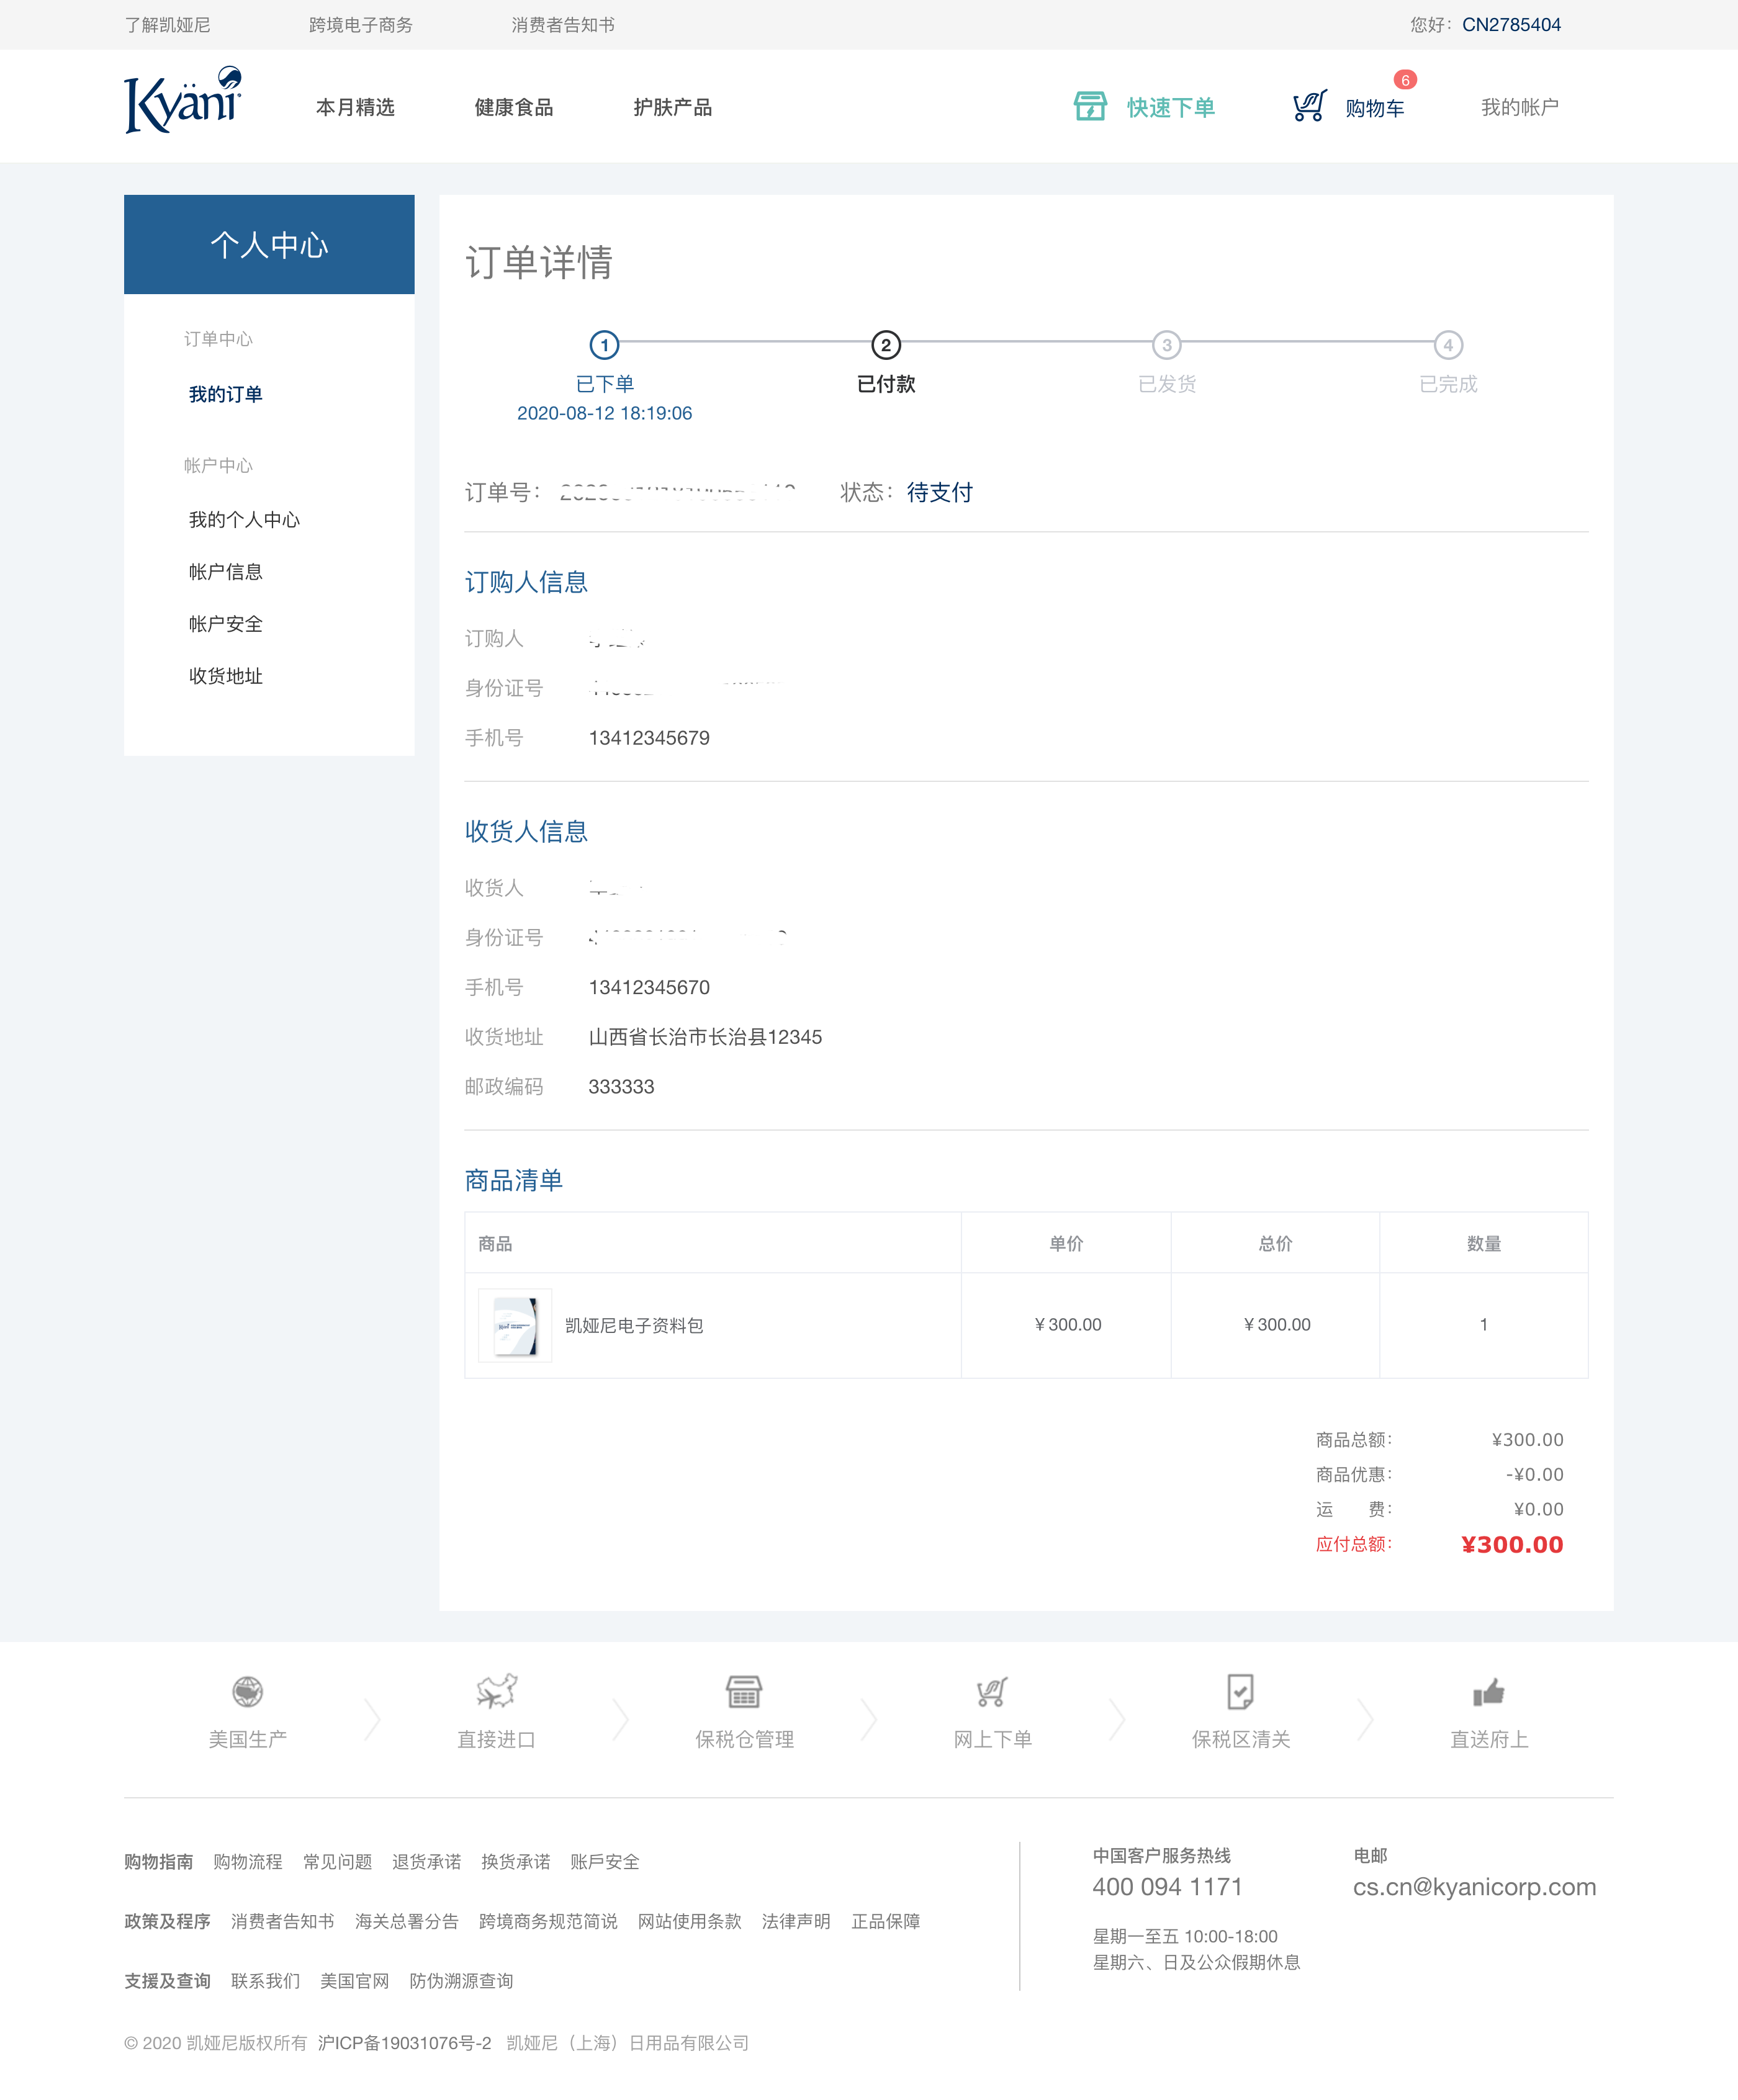 了解凯娅尼 跨境电子商务 消费者告知书 您好： CN2785404
Kyäni 本月精选 健康食品 护肤产品 快速下单 购物车 6 我的帐户
个人中心
订单中心
我的订单
帐户中心
我的个人中心
帐户信息
帐户安全
收货地址
订单详情
1 2 3 4
已下单 已付款 已发货 已完成
2020-08-12 18:19:06
订单号： 状态： 待支付
订购人信息
订购人
身份证号
手机号 13412345679
收货人信息
收货人
身份证号
手机号 13412345670
收货地址 山西省长治市长治县12345
邮政编码 333333
商品清单
商品 单价 总价 数量
凯娅尼电子资料包 ¥ 300.00 ¥ 300.00 1
商品总额： ¥300.00
商品优惠： -¥0.00
运 费： ¥0.00
应付总额： ¥300.00
美国生产 直接进口 保税仓管理 网上下单 保税区清关 直送府上
购物指南 购物流程 常见问题 退货承诺 换货承诺 账戶安全
政策及程序 消费者告知书 海关总署分告 跨境商务规范简说 网站使用条款 法律声明 正品保障
支援及查询 联系我们 美国官网 防伪溯源查询
中国客户服务热线 电邮
400 094 1171 cs.cn@kyanicorp.com
星期一至五 10:00-18:00
星期六、日及公众假期休息
© 2020 凯娅尼版权所有 沪ICP备19031076号-2 凯娅尼（上海）日用品有限公司